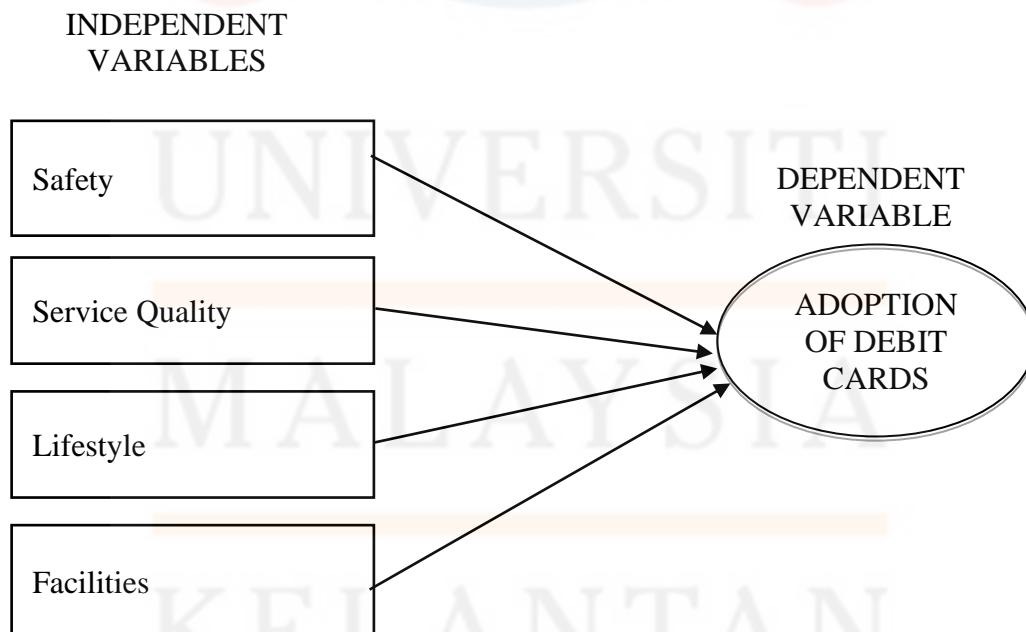 INDEPENDENT
VARIABLES
UNIVERSITI
Safety
DEPENDENT
VARIABLE
Service Quality
ADOPTION
OF DEBIT
CARDS
MALAYSIA
Lifestyle
Facilities
KELANTAN